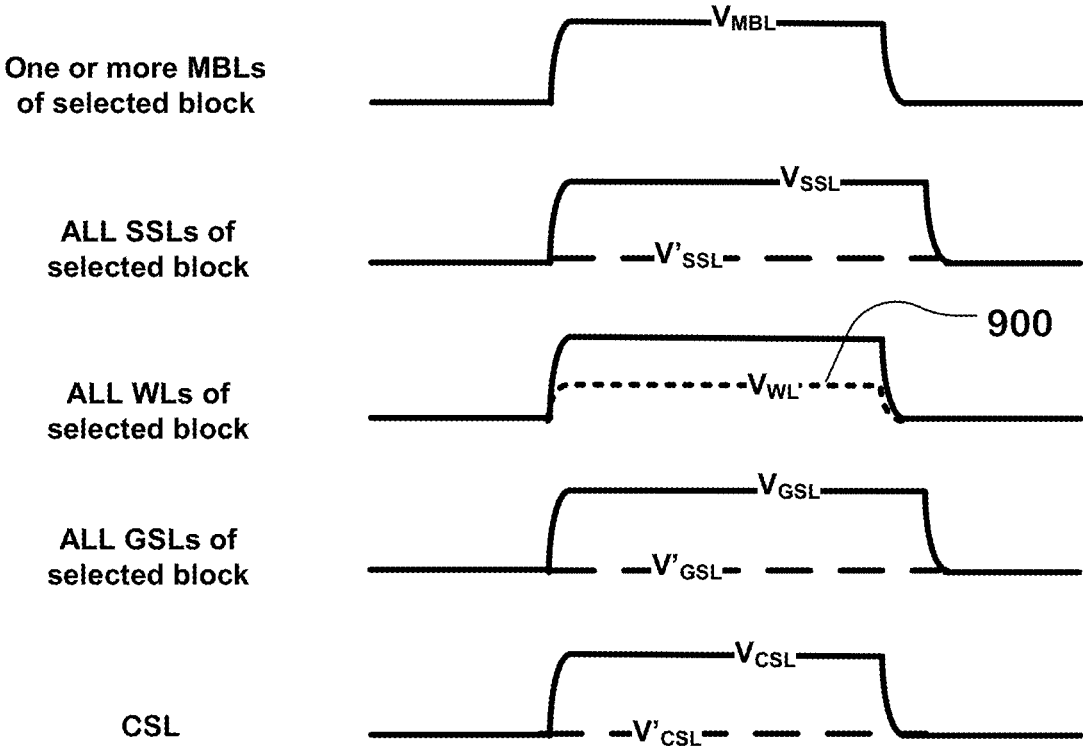 V_MBL
One or more MBLs
of selected block
V_SSL
ALL SSLs of
selected block
V'_SSL
900
ALL WLs of
selected block
V_WL
V_GSL
ALL GSLs of
selected block
V'_GSL
V_CSL
CSL
V'_CSL